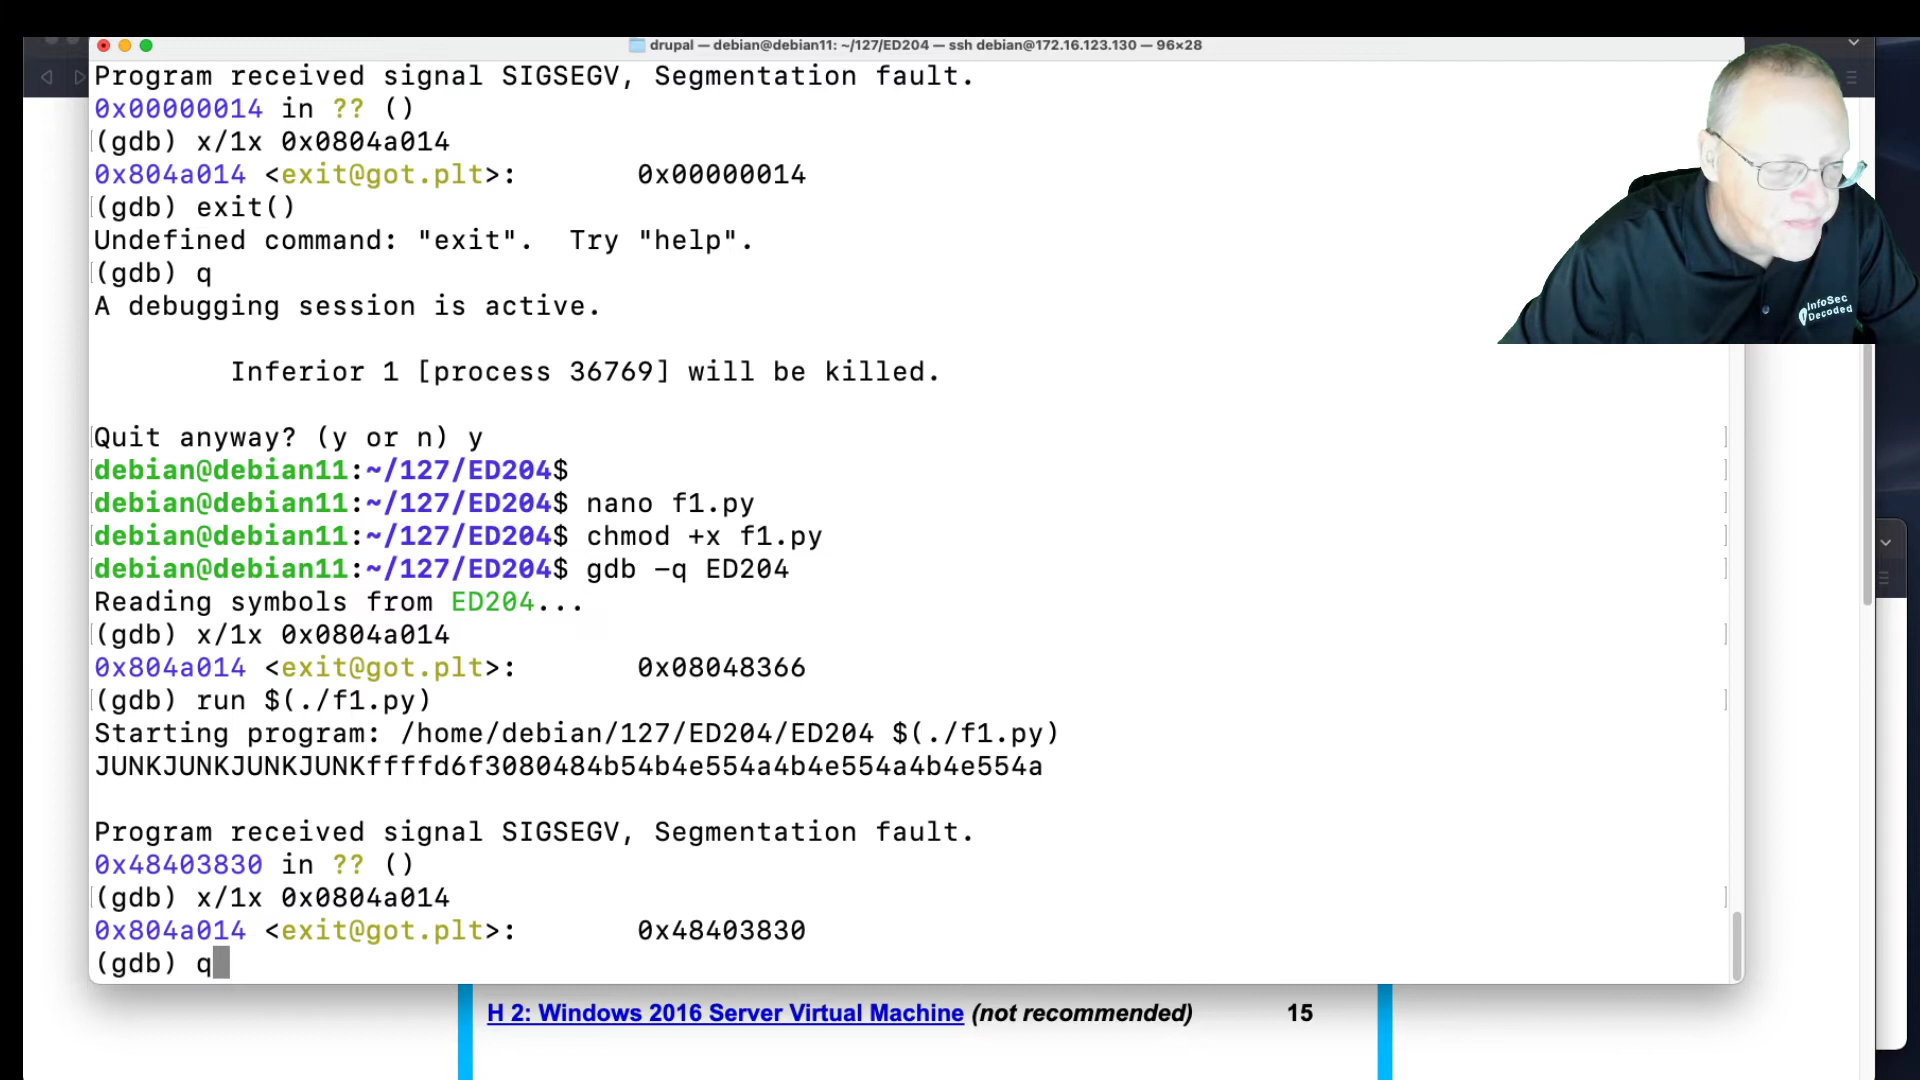 drupal — debian@debian11: ~/127/ED204 — ssh debian@172.16.123.130 — 96×28
Program received signal SIGSEGV, Segmentation fault.
0x00000014 in ?? ()
(gdb) x/1x 0x0804a014
0x804a014 <exit@got.plt>:       0x00000014
(gdb) exit()
Undefined command: "exit".  Try "help".
(gdb) q
A debugging session is active.
Inferior 1 [process 36769] will be killed.
Quit anyway? (y or n) y
debian@debian11:~/127/ED204$
debian@debian11:~/127/ED204$ nano f1.py
debian@debian11:~/127/ED204$ chmod +x f1.py
debian@debian11:~/127/ED204$ gdb -q ED204
Reading symbols from ED204...
(gdb) x/1x 0x0804a014
0x804a014 <exit@got.plt>:       0x08048366
(gdb) run $(./f1.py)
Starting program: /home/debian/127/ED204/ED204 $(./f1.py)
JUNKJUNKJUNKJUNKffffd6f3080484b54b4e554a4b4e554a4b4e554a
Program received signal SIGSEGV, Segmentation fault.
0x48403830 in ?? ()
(gdb) x/1x 0x0804a014
0x804a014 <exit@got.plt>:       0x48403830
(gdb) q
H 2: Windows 2016 Server Virtual Machine (not recommended) 15
InfoSec
Decoded